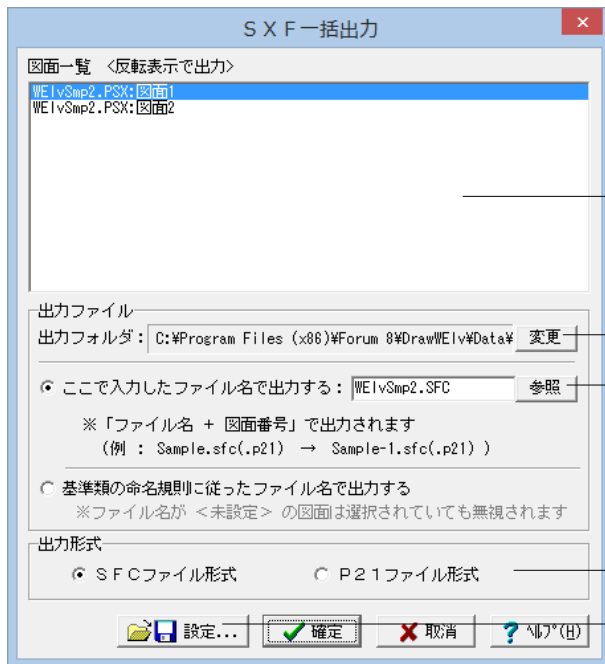 SXF一括出力
図面一覧 <反転表示で出力>
WElvSmp2.PSX:図面1
WElvSmp2.PSX:図面2
出力ファイル
出力フォルダ: C:¥Program Files (x86)¥Forum 8¥DrawWElv¥Data¥ 変更
ここで入力したファイル名で出力する: WElvSmp2.SFC 参照
※「ファイル名 + 図面番号」で出力されます
(例 : Sample.sfc(.p21) → Sample-1.sfc(.p21) )
基準類の命名規則に従ったファイル名で出力する
※ファイル名が <未設定> の図面は選択されていても無視されます
出力形式
SFCファイル形式 P21ファイル形式
設定... 確定 取消 ? ヘルプ(H)